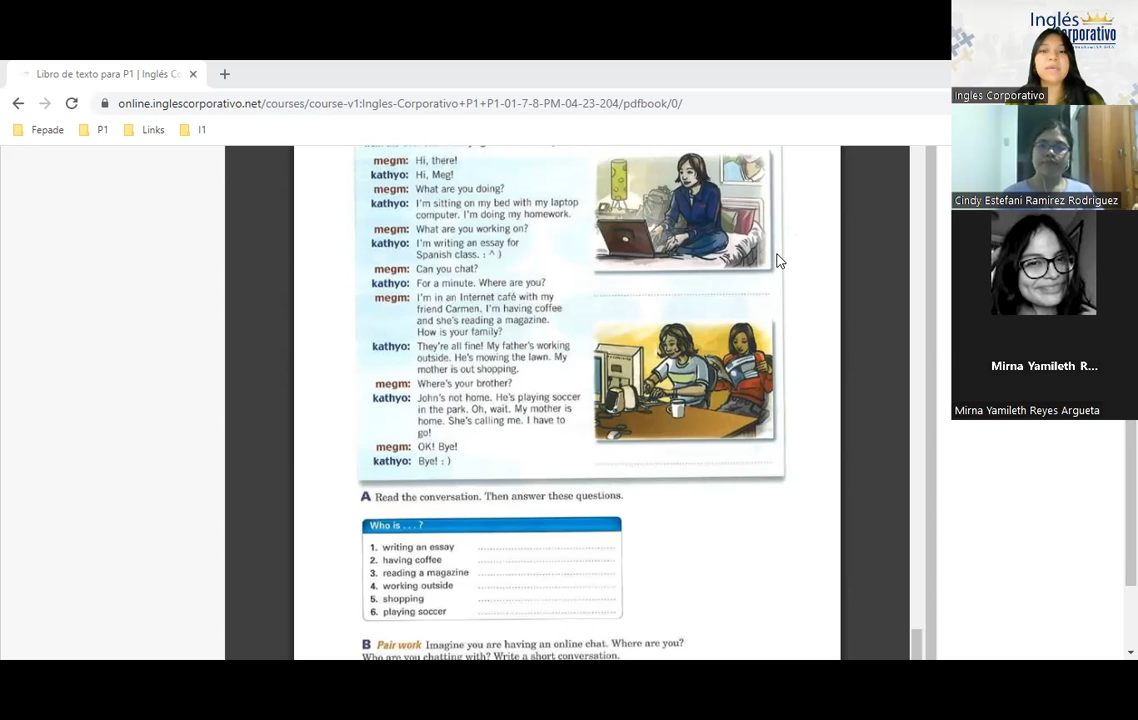 Libro de texto para P1 | Inglés Co
online.inglescorporativo.net/courses/course-v1:Ingles-Corporativo+P1+P1-01-7-8-PM-04-23-204/pdfbook/0/
Fepade P1 Links I1
megm: Hi, there!
kathyo: Hi, Meg!
megm: What are you doing?
kathyo: I'm sitting on my bed with my laptop
computer. I'm doing my homework.
megm: What are you working on?
kathyo: I'm writing an essay for
Spanish class. : ^ )
megm: Can you chat?
kathyo: For a minute. Where are you?
megm: I'm in an Internet café with my
friend Carmen. I'm having coffee
and she's reading a magazine.
How is your family?
kathyo: They're all fine! My father's working
outside. He's mowing the lawn. My
mother is out shopping.
megm: Where's your brother?
kathyo: John's not home. He's playing soccer
in the park. Oh, wait. My mother is
home. She's calling me. I have to
go!
megm: OK! Bye!
kathyo: Bye! : )
A Read the conversation. Then answer these questions.
Who is . . . ?
1. writing an essay
2. having coffee
3. reading a magazine
4. working outside
5. shopping
6. playing soccer
B Pair work Imagine you are having an online chat. Where are you?
Who are you chatting with? Write a short conversation.
Inglés
Corporativo
Ingles Corporativo
Cindy Estefani Ramirez Rodriguez
Mirna Yamileth R...
Mirna Yamileth Reyes Argueta